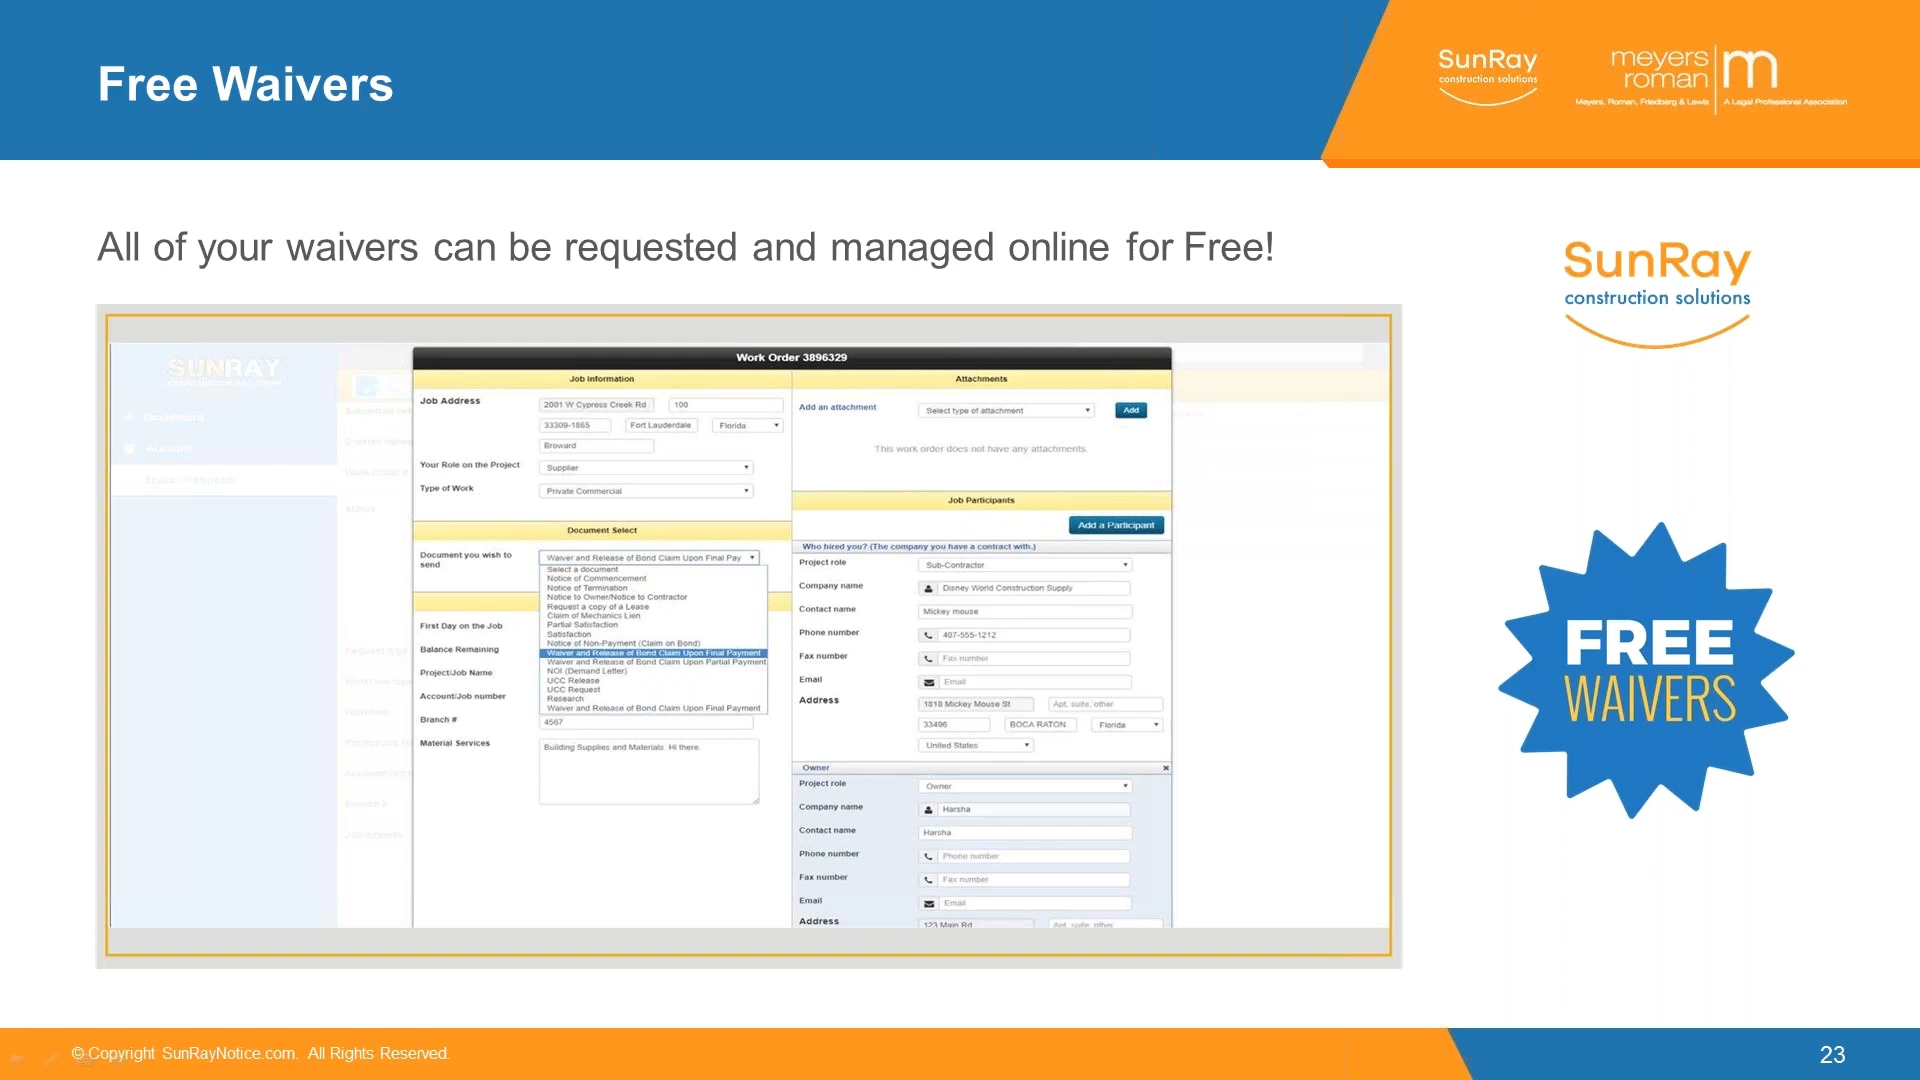 Free Waivers
SunRay
construction solutions
meyers
roman
m
Meyers, Roman, Friedberg & Lewis
A Legal Professional Association
All of your waivers can be requested and managed online for Free!
SUNRAY
Dashboard
Account
Work Order 3896329
Job Information
Job Address
2001 W Cypress Creek Rd 100
33309-1865 Fort Lauderdale Florida
Broward
Your Role on the Project Supplier
Type of Work Private Commercial
Document Select
Document you wish to
send
Waiver and Release of Bond Claim Upon Final Pay
Select a document
Notice of Commencement
Notice of Termination
Notice to Owner/Notice to Contractor
Request a copy of a Lease
Claim of Mechanics Lien
Partial Satisfaction
Satisfaction
Notice of Non-Payment (Claim on Bond)
Waiver and Release of Bond Claim Upon Final Payment
Waiver and Release of Bond Claim Upon Partial Payment
NOI (Demand Letter)
UCC Release
UCC Request
Research
Waiver and Release of Bond Claim Upon Final Payment
First Day on the Job
Balance Remaining
Project/Job Name
Account/Job number
Branch # 4567
Material Services Building Supplies and Materials. Hi there.
Attachments
Add an attachment Select type of attachment Add
This work order does not have any attachments.
Job Participants
Add a Participant
Who hired you? (The company you have a contract with.)
Project role Sub-Contractor
Company name Disney World Construction Supply
Contact name Mickey mouse
Phone number 407-555-1212
Fax number Fax number
Email Email
Address 1818 Mickey Mouse St Apt, suite, other
33496 BOCA RATON Florida
United States
Owner x
Project role Owner
Company name Harsha
Contact name Harsha
Phone number Phone number
Fax number Fax number
Email Email
Address 123 Main Rd Apt, suite, other
SunRay
construction solutions
FREE
WAIVERS
© Copyright SunRayNotice.com. All Rights Reserved.
23